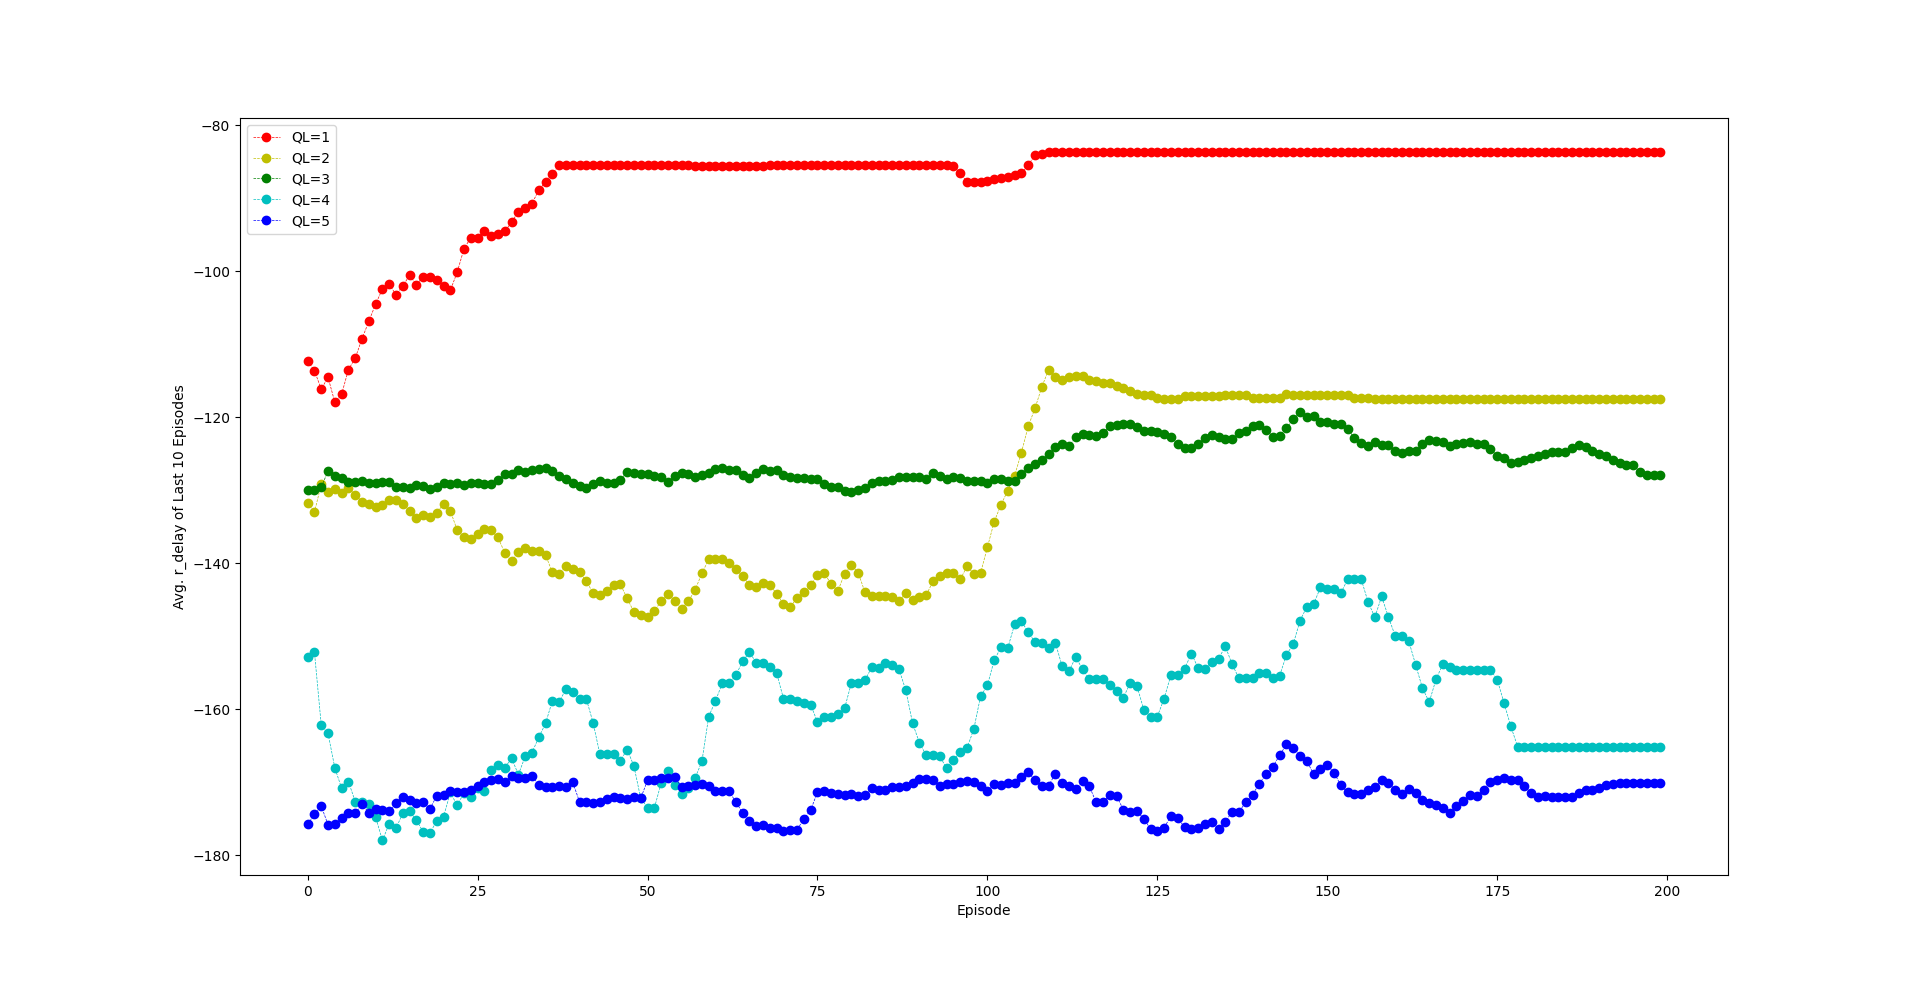 −80
−100
−120
−140
−160
−180
Avg. r_delay of Last 10 Episodes
QL=1
QL=2
QL=3
QL=4
QL=5
0 25 50 75 100 125 150 175 200
Episode